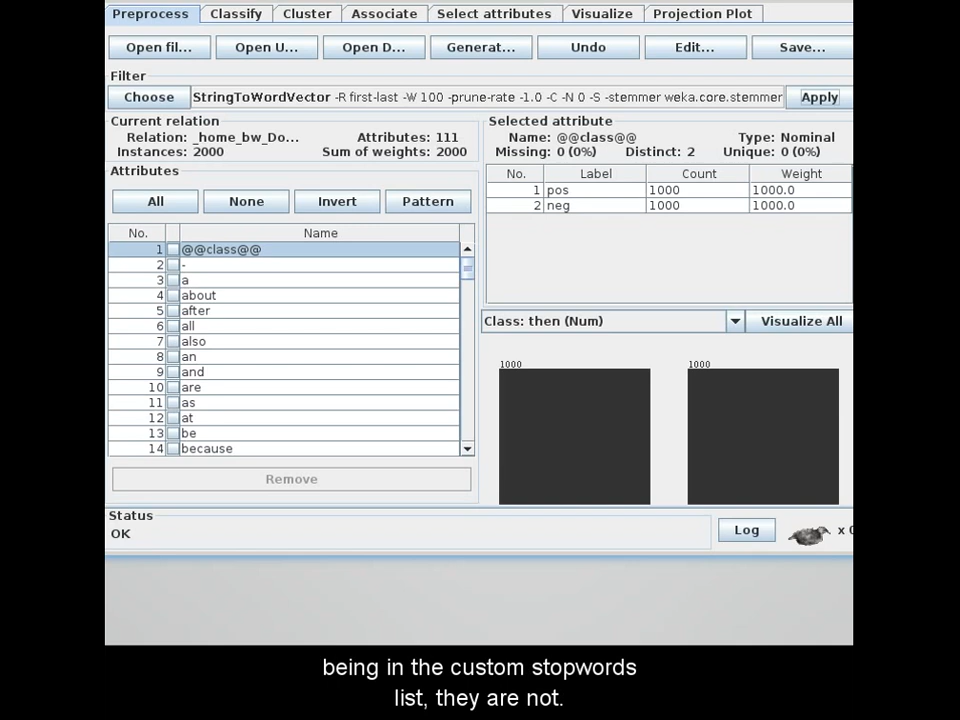 Preprocess Classify Cluster Associate Select attributes Visualize Projection Plot
Open fil... Open U... Open D... Generat... Undo Edit... Save...
Filter
Choose StringToWordVector -R first-last -W 100 -prune-rate -1.0 -C -N 0 -S -stemmer weka.core.stemmer Apply
Current relation
Relation: _home_bw_Do... Attributes: 111
Instances: 2000 Sum of weights: 2000
Attributes
All None Invert Pattern
No. Name
1 @@class@@
2 -
3 a
4 about
5 after
6 all
7 also
8 an
9 and
10 are
11 as
12 at
13 be
14 because
Remove
Selected attribute
Name: @@class@@ Type: Nominal
Missing: 0 (0%) Distinct: 2 Unique: 0 (0%)
No. Label Count Weight
1 pos 1000 1000.0
2 neg 1000 1000.0
Class: then (Num) Visualize All
1000 1000
Status
OK
Log x 0
being in the custom stopwords
list, they are not.